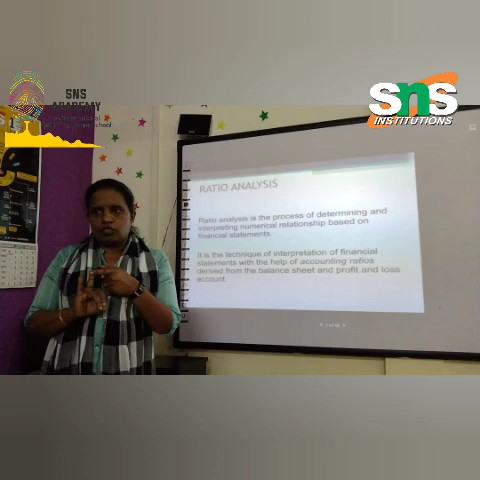 SNS
ACADEMY
SNS
INSTITUTIONS
RATIO ANALYSIS
Ratio analysis is the process of determining and
interpreting numerical relationship based on
financial statements.
It is the technique of interpretation of financial
statements with the help of accounting ratios
derived from the balance sheet and profit and loss
account.